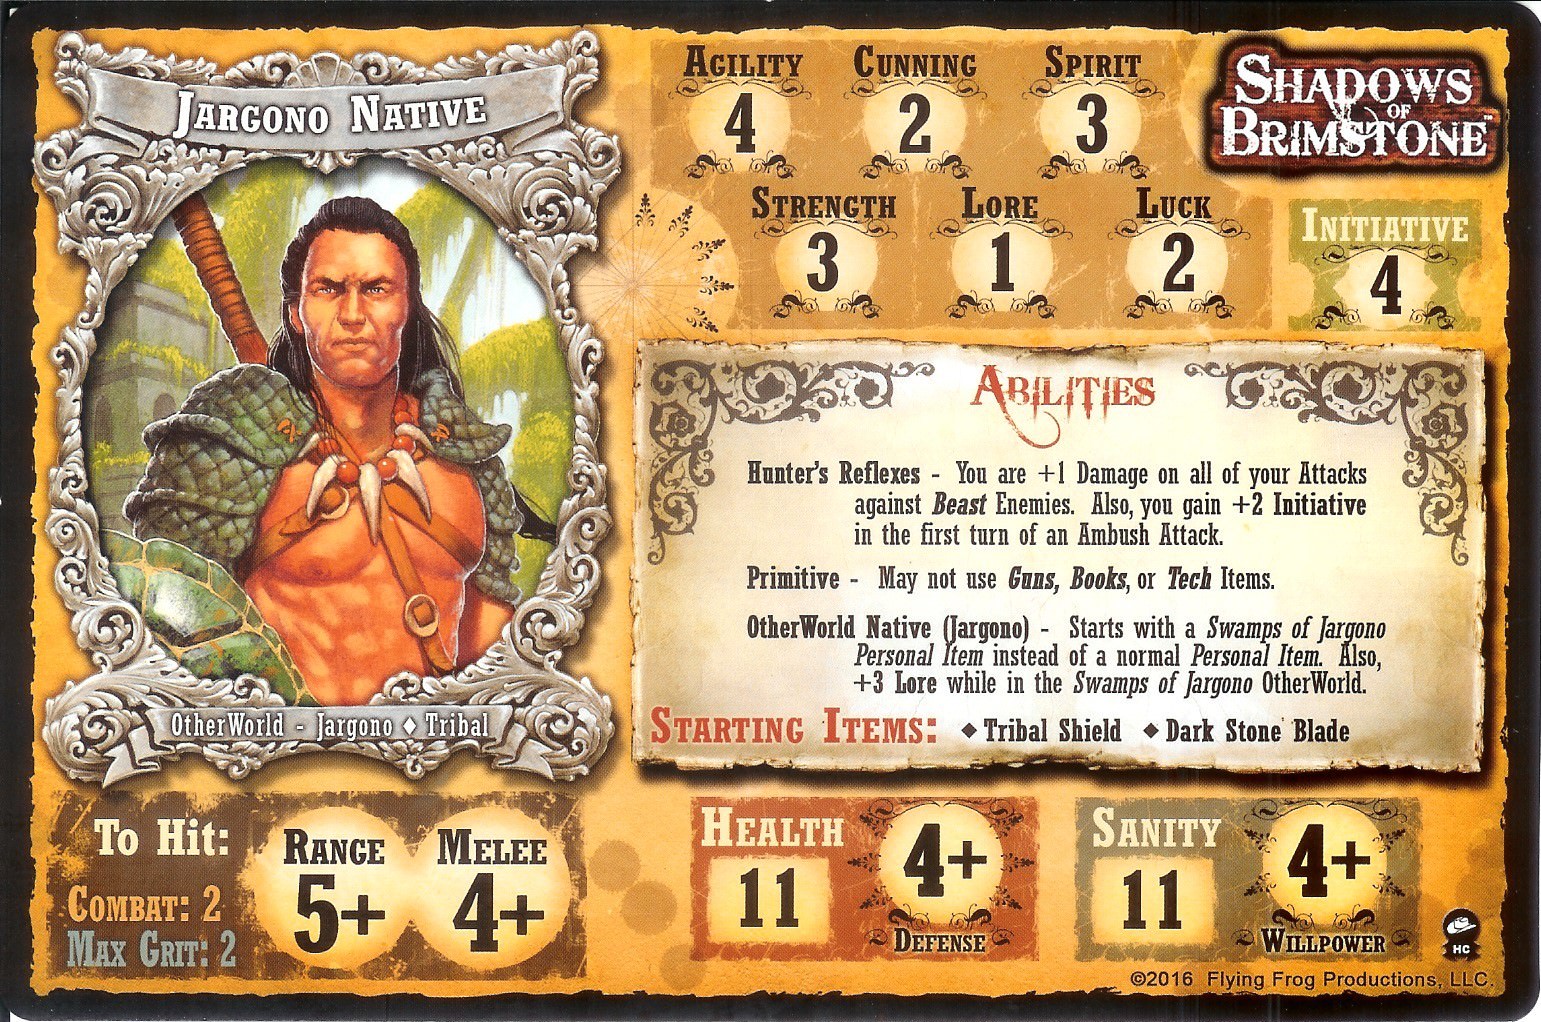 Jargono Native
Agility
4
Cunning
2
Spirit
3
Shadows
of
Brimstone™
Strength
3
Lore
1
Luck
2
Initiative
4
Abilities
Hunter's Reflexes - You are +1 Damage on all of your Attacks
against Beast Enemies. Also, you gain +2 Initiative
in the first turn of an Ambush Attack.
Primitive - May not use Guns, Books, or Tech Items.
OtherWorld Native (Jargono) - Starts with a Swamps of Jargono
Personal Item instead of a normal Personal Item. Also,
+3 Lore while in the Swamps of Jargono OtherWorld.
Starting Items: ♦ Tribal Shield ♦ Dark Stone Blade
OtherWorld - Jargono ♦ Tribal
To Hit:
Range
5+
Melee
4+
Combat: 2
Max Grit: 2
Health
11
4+
Defense
Sanity
11
4+
Willpower
HC
©2016 Flying Frog Productions, LLC.